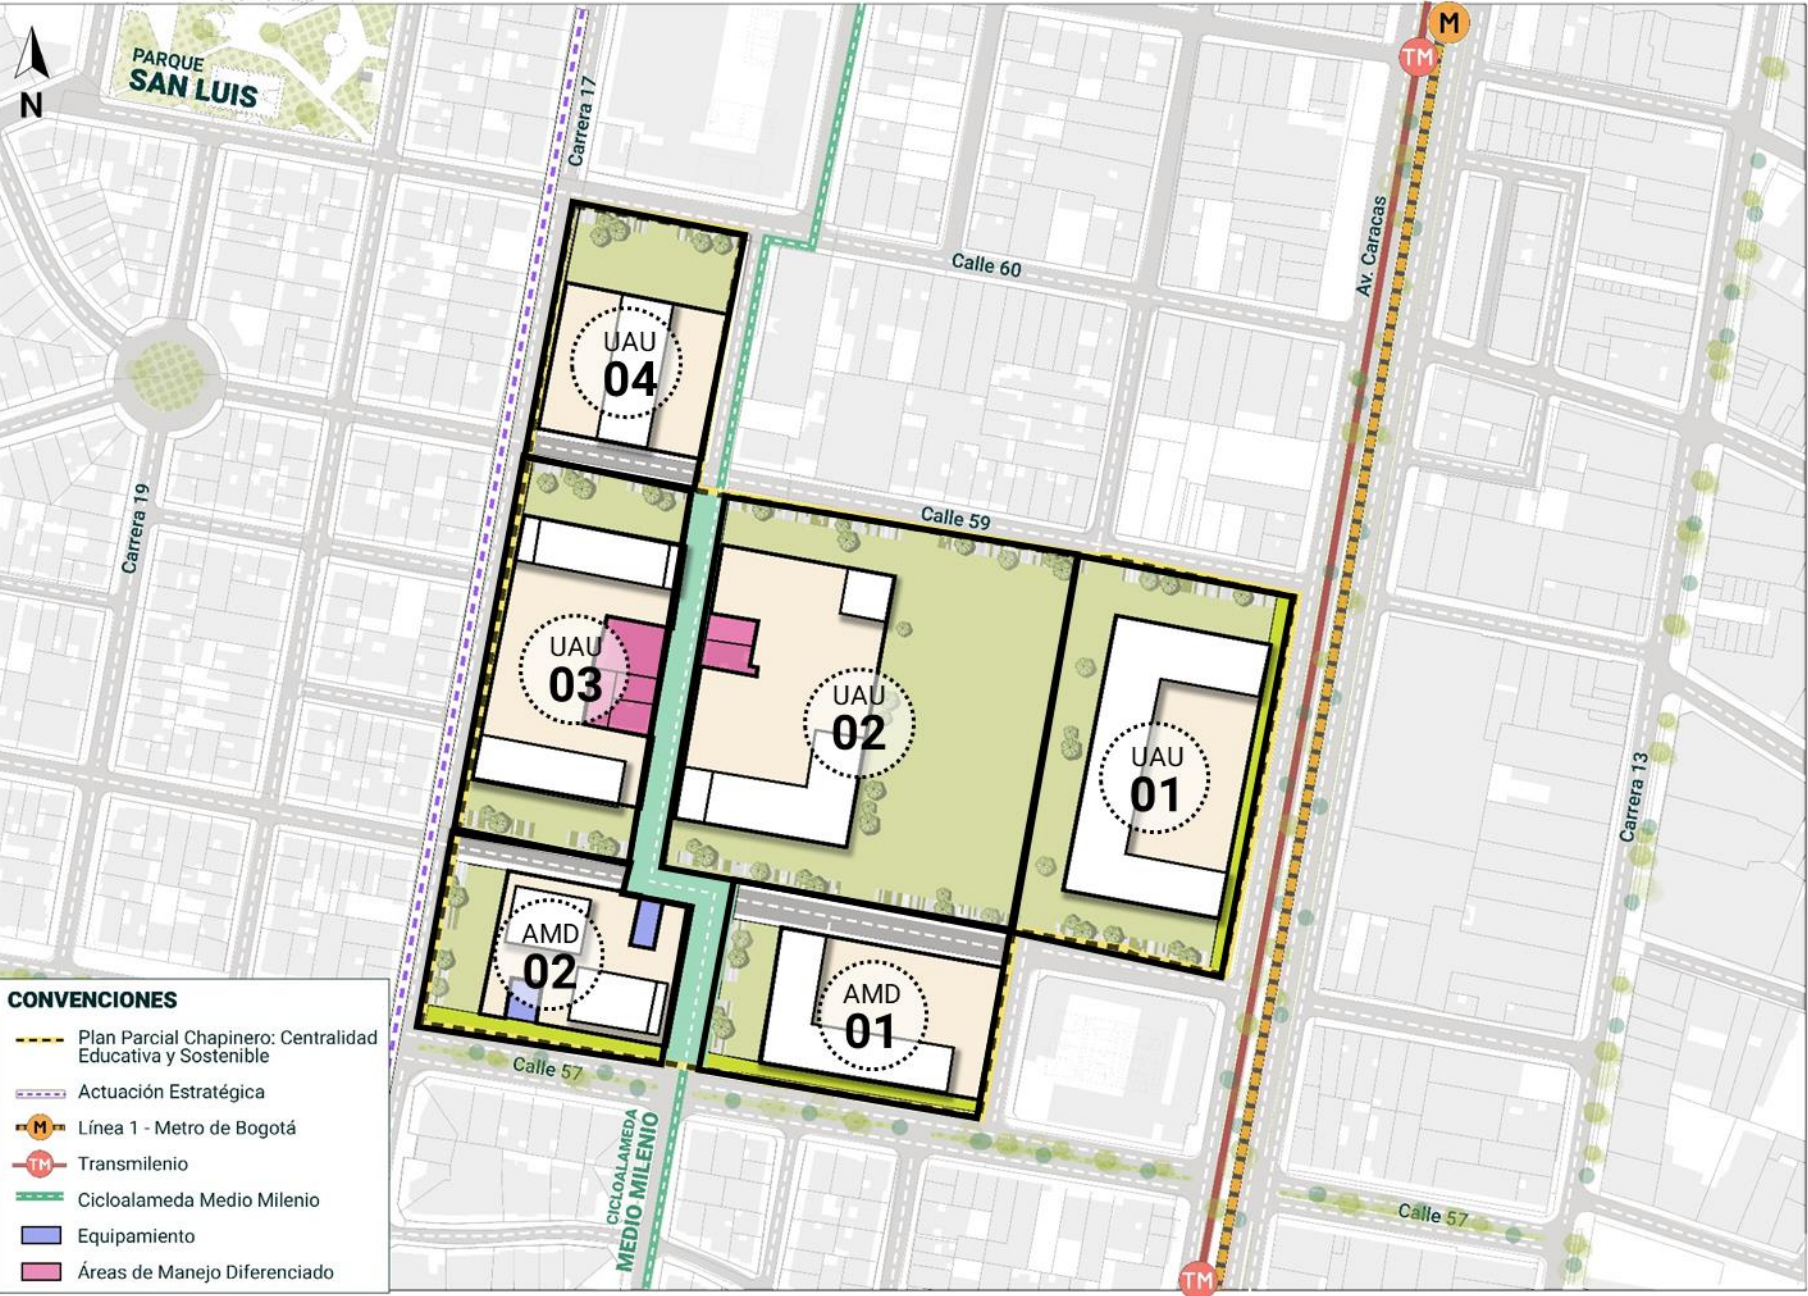 M
TM
PARQUE
SAN LUIS
N
Carrera 17
Av. Caracas
Calle 60
UAU
04
Carrera 19
Calle 59
UAU
03
UAU
02
UAU
01
Carrera 13
AMD
02
AMD
01
Calle 57
CICLOALAMEDA
MEDIO MILENIO
Calle 57
TM
CONVENCIONES
Plan Parcial Chapinero: Centralidad
Educativa y Sostenible
Actuación Estratégica
M Línea 1 - Metro de Bogotá
TM Transmilenio
Cicloalameda Medio Milenio
Equipamiento
Áreas de Manejo Diferenciado